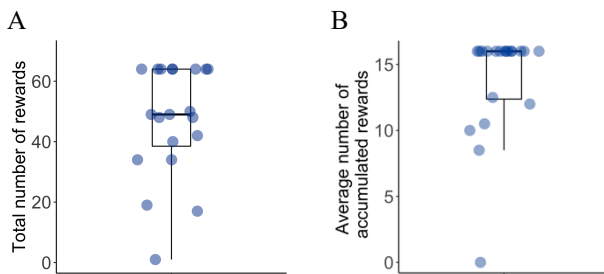 A
B
Total number of rewards
60
40
20
0
Average number of
accumulated rewards
15
10
5
0